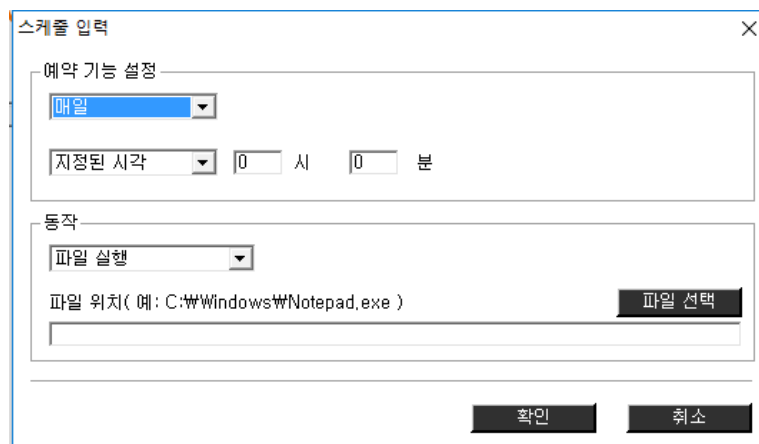 스케줄 입력
예약 기능 설정
매일
지정된 시각 0 시 0 분
동작
파일 실행
파일 위치( 예: C:₩Windows₩Notepad.exe ) 파일 선택
확인 취소